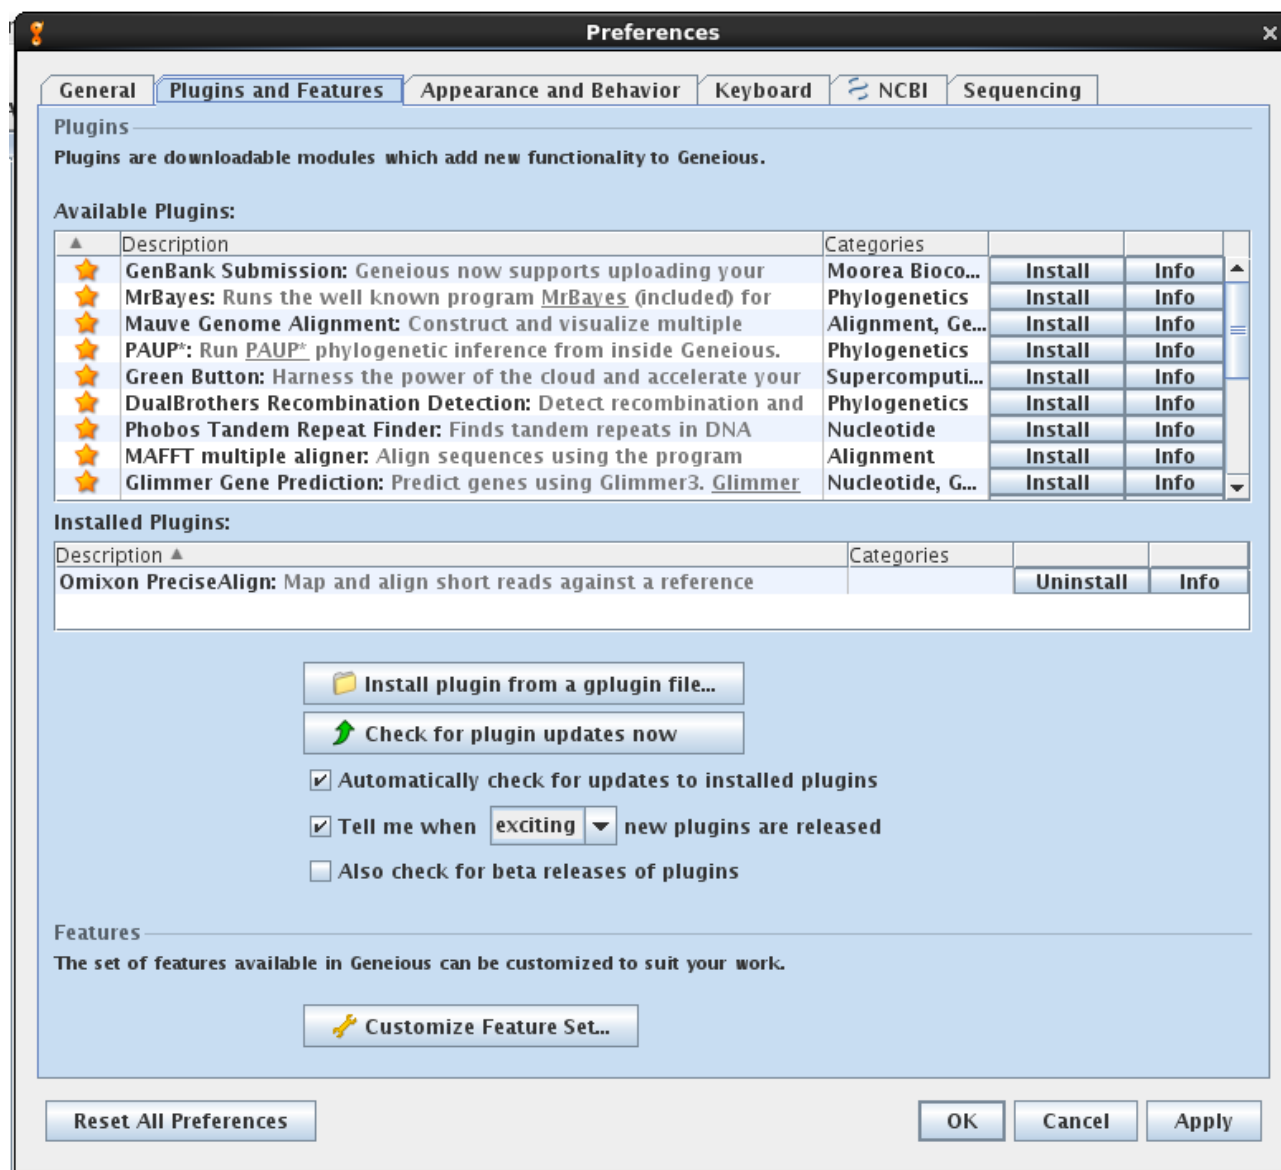 Preferences
General Plugins and Features Appearance and Behavior Keyboard NCBI Sequencing
Plugins
Plugins are downloadable modules which add new functionality to Geneious.
Available Plugins:
Description Categories
GenBank Submission: Geneious now supports uploading your Moorea Bioco... Install Info
MrBayes: Runs the well known program MrBayes (included) for Phylogenetics Install Info
Mauve Genome Alignment: Construct and visualize multiple Alignment, Ge... Install Info
PAUP*: Run PAUP* phylogenetic inference from inside Geneious. Phylogenetics Install Info
Green Button: Harness the power of the cloud and accelerate your Supercomputi... Install Info
DualBrothers Recombination Detection: Detect recombination and Phylogenetics Install Info
Phobos Tandem Repeat Finder: Finds tandem repeats in DNA Nucleotide Install Info
MAFFT multiple aligner: Align sequences using the program Alignment Install Info
Glimmer Gene Prediction: Predict genes using Glimmer3. Glimmer Nucleotide, G... Install Info
Installed Plugins:
Description Categories
Omixon PreciseAlign: Map and align short reads against a reference Uninstall Info
Install plugin from a gplugin file...
Check for plugin updates now
Automatically check for updates to installed plugins
Tell me when exciting new plugins are released
Also check for beta releases of plugins
Features
The set of features available in Geneious can be customized to suit your work.
Customize Feature Set...
Reset All Preferences OK Cancel Apply